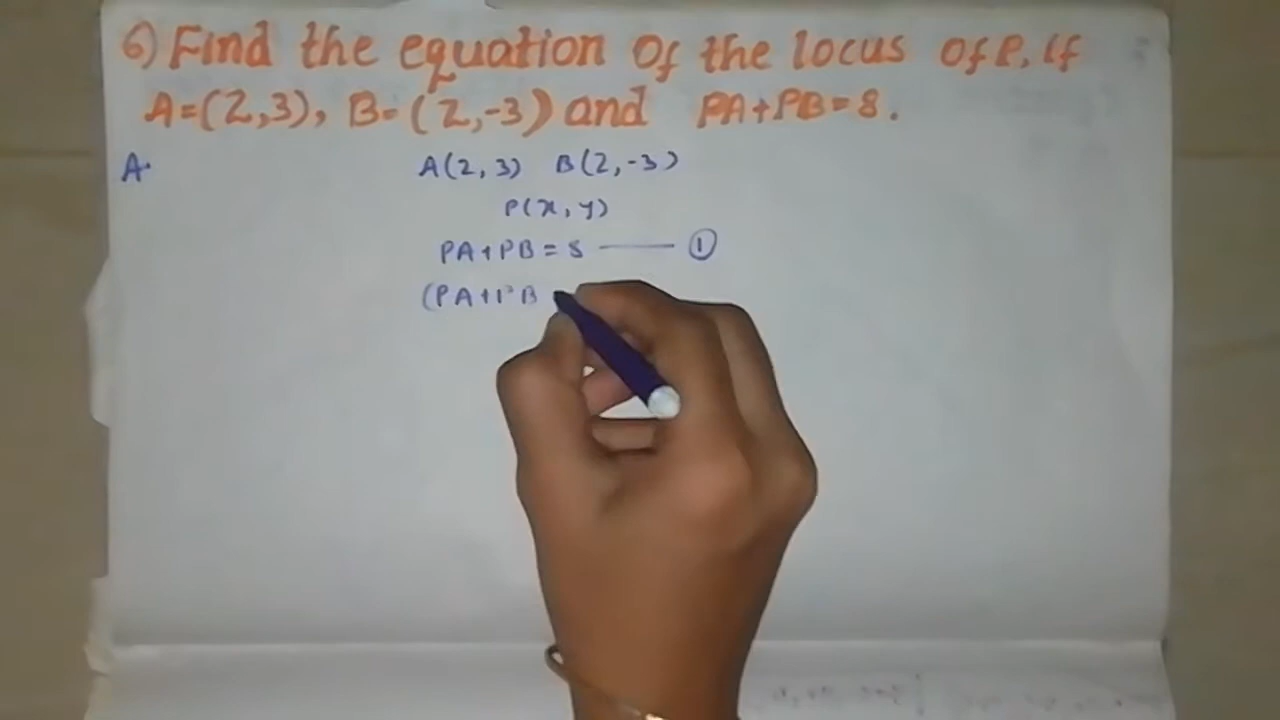 6) Find the equation of the locus of P, if
A=(2,3), B=(2,-3) and PA+PB=8.
A. A(2,3) B(2,-3)
P(x,y)
PA+PB=8 —— ①
(PA+PB